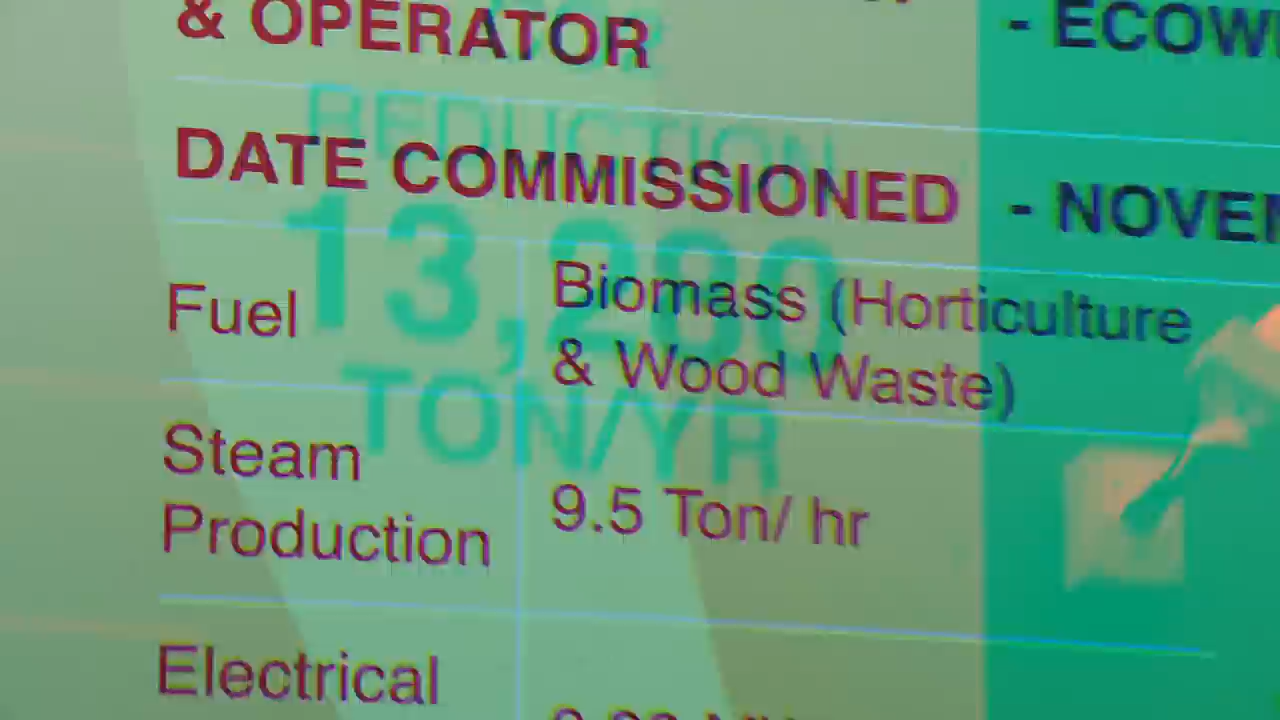 & OPERATOR - ECOW
REDUCTION
DATE COMMISSIONED - NOVEM
13,200
TON/YR
Fuel Biomass (Horticulture
& Wood Waste)
Steam
Production 9.5 Ton/ hr
Electrical